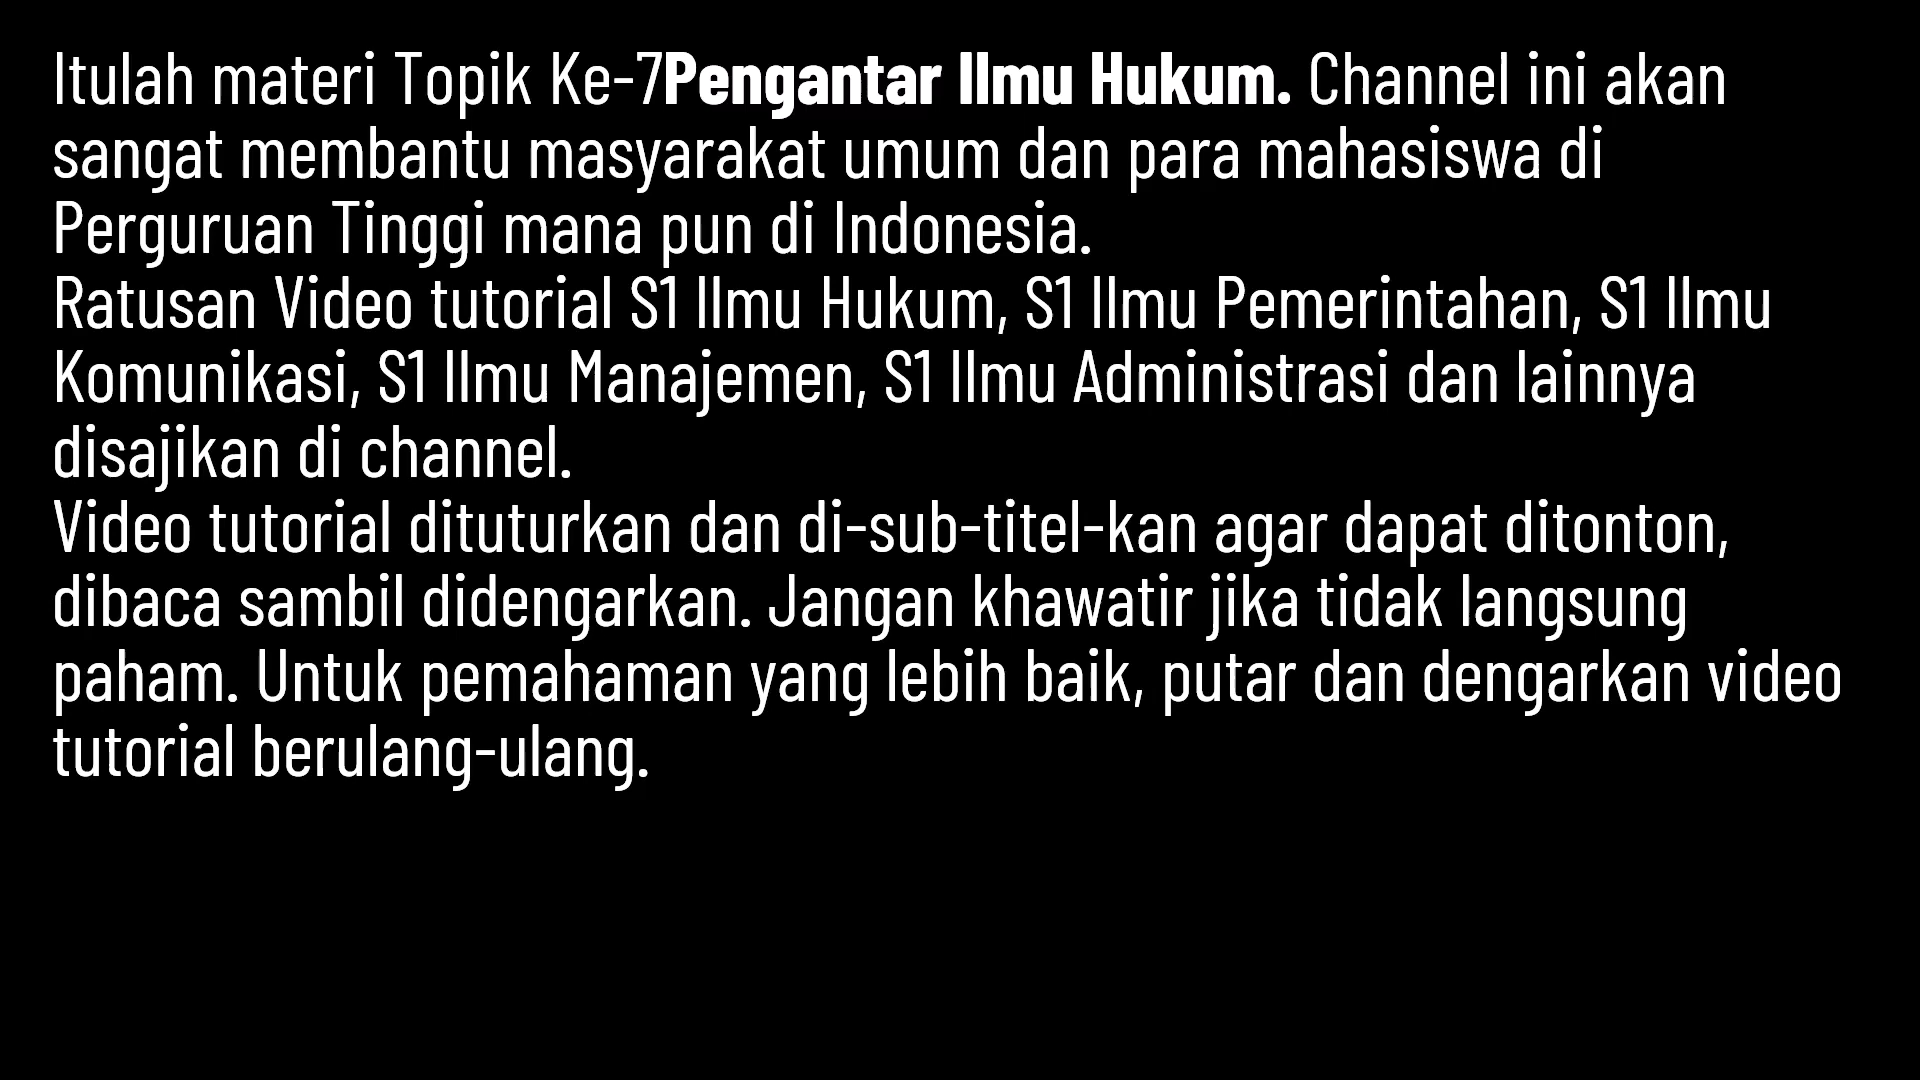 Itulah materi Topik Ke-7Pengantar Ilmu Hukum. Channel ini akan
sangat membantu masyarakat umum dan para mahasiswa di
Perguruan Tinggi mana pun di Indonesia.
Ratusan Video tutorial S1 Ilmu Hukum, S1 Ilmu Pemerintahan, S1 Ilmu
Komunikasi, S1 Ilmu Manajemen, S1 Ilmu Administrasi dan lainnya
disajikan di channel.
Video tutorial dituturkan dan di-sub-titel-kan agar dapat ditonton,
dibaca sambil didengarkan. Jangan khawatir jika tidak langsung
paham. Untuk pemahaman yang lebih baik, putar dan dengarkan video
tutorial berulang-ulang.